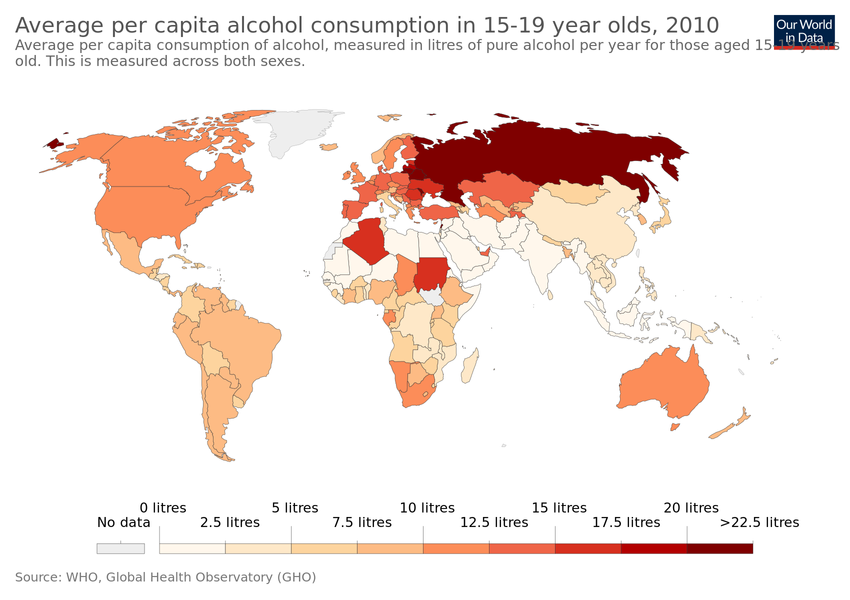 Average per capita alcohol consumption in 15-19 year olds, 2010
Our World
in Data
Average per capita consumption of alcohol, measured in litres of pure alcohol per year for those aged 15-19 years
old. This is measured across both sexes.
0 litres 5 litres 10 litres 15 litres 20 litres
No data 2.5 litres 7.5 litres 12.5 litres 17.5 litres >22.5 litres
Source: WHO, Global Health Observatory (GHO)